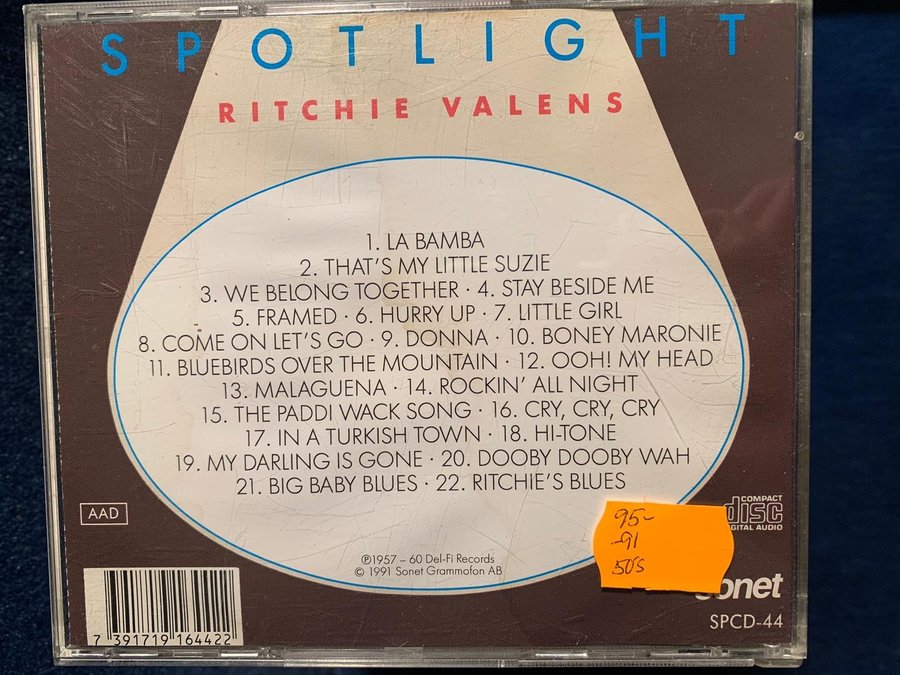 SPOTLIGHT
RITCHIE VALENS
1. LA BAMBA
2. THAT'S MY LITTLE SUZIE
3. WE BELONG TOGETHER · 4. STAY BESIDE ME
5. FRAMED · 6. HURRY UP · 7. LITTLE GIRL
8. COME ON LET'S GO · 9. DONNA · 10. BONEY MARONIE
11. BLUEBIRDS OVER THE MOUNTAIN · 12. OOH! MY HEAD
13. MALAGUENA · 14. ROCKIN' ALL NIGHT
15. THE PADDI WACK SONG · 16. CRY, CRY, CRY
17. IN A TURKISH TOWN · 18. HI-TONE
19. MY DARLING IS GONE · 20. DOOBY DOOBY WAH
21. BIG BABY BLUES · 22. RITCHIE'S BLUES
AAD
COMPACT
disc
DIGITAL AUDIO
95-
-91
50's
℗1957 – 60 Del-Fi Records
© 1991 Sonet Grammofon AB
sonet
SPCD-44
7 391719 164422